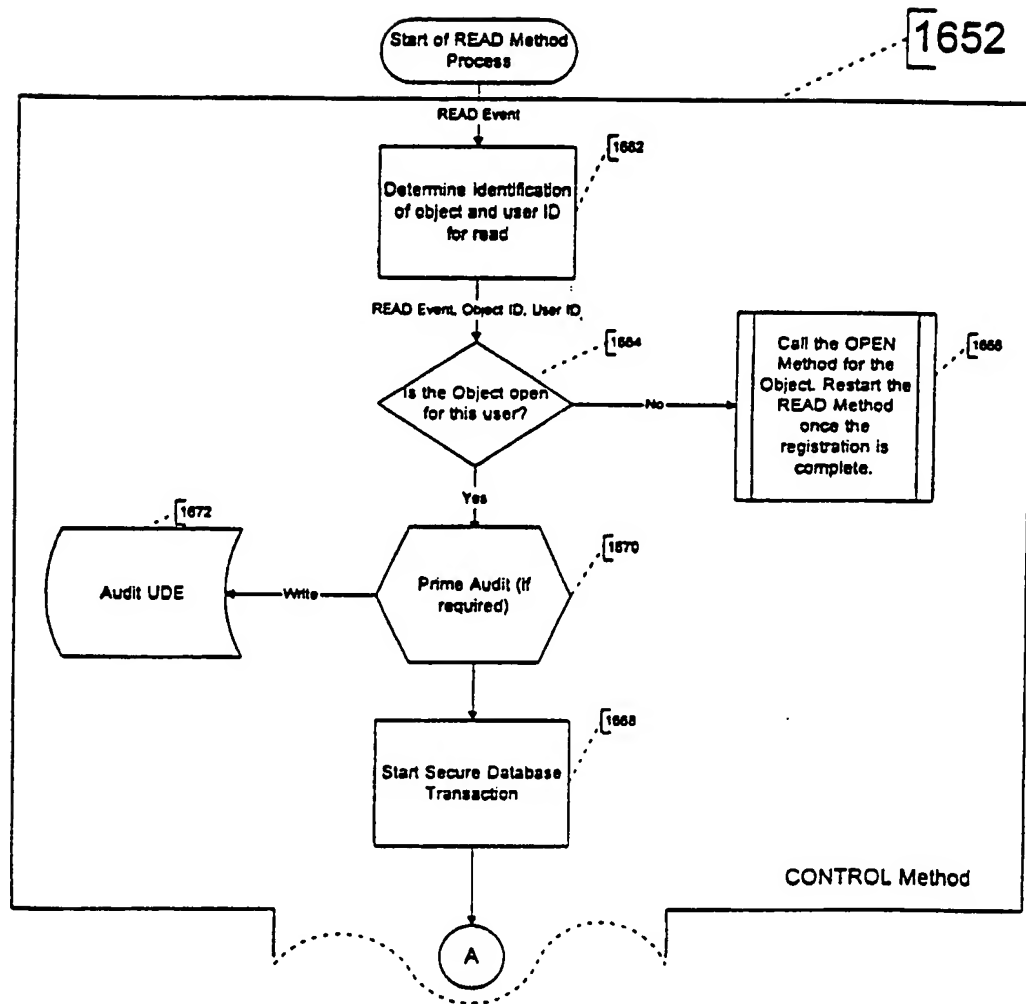 Start of READ Method
Process
1652
READ Event
1662
Determine identification
of object and user ID
for read
READ Event, Object ID, User ID
1664
Is the Object open
for this user?
No
Call the OPEN
Method for the
Object. Restart the
READ Method
once the
registration is
complete.
1666
Yes
1672
Audit UDE
Write
Prime Audit (if
required)
1670
1668
Start Secure Database
Transaction
CONTROL Method
A